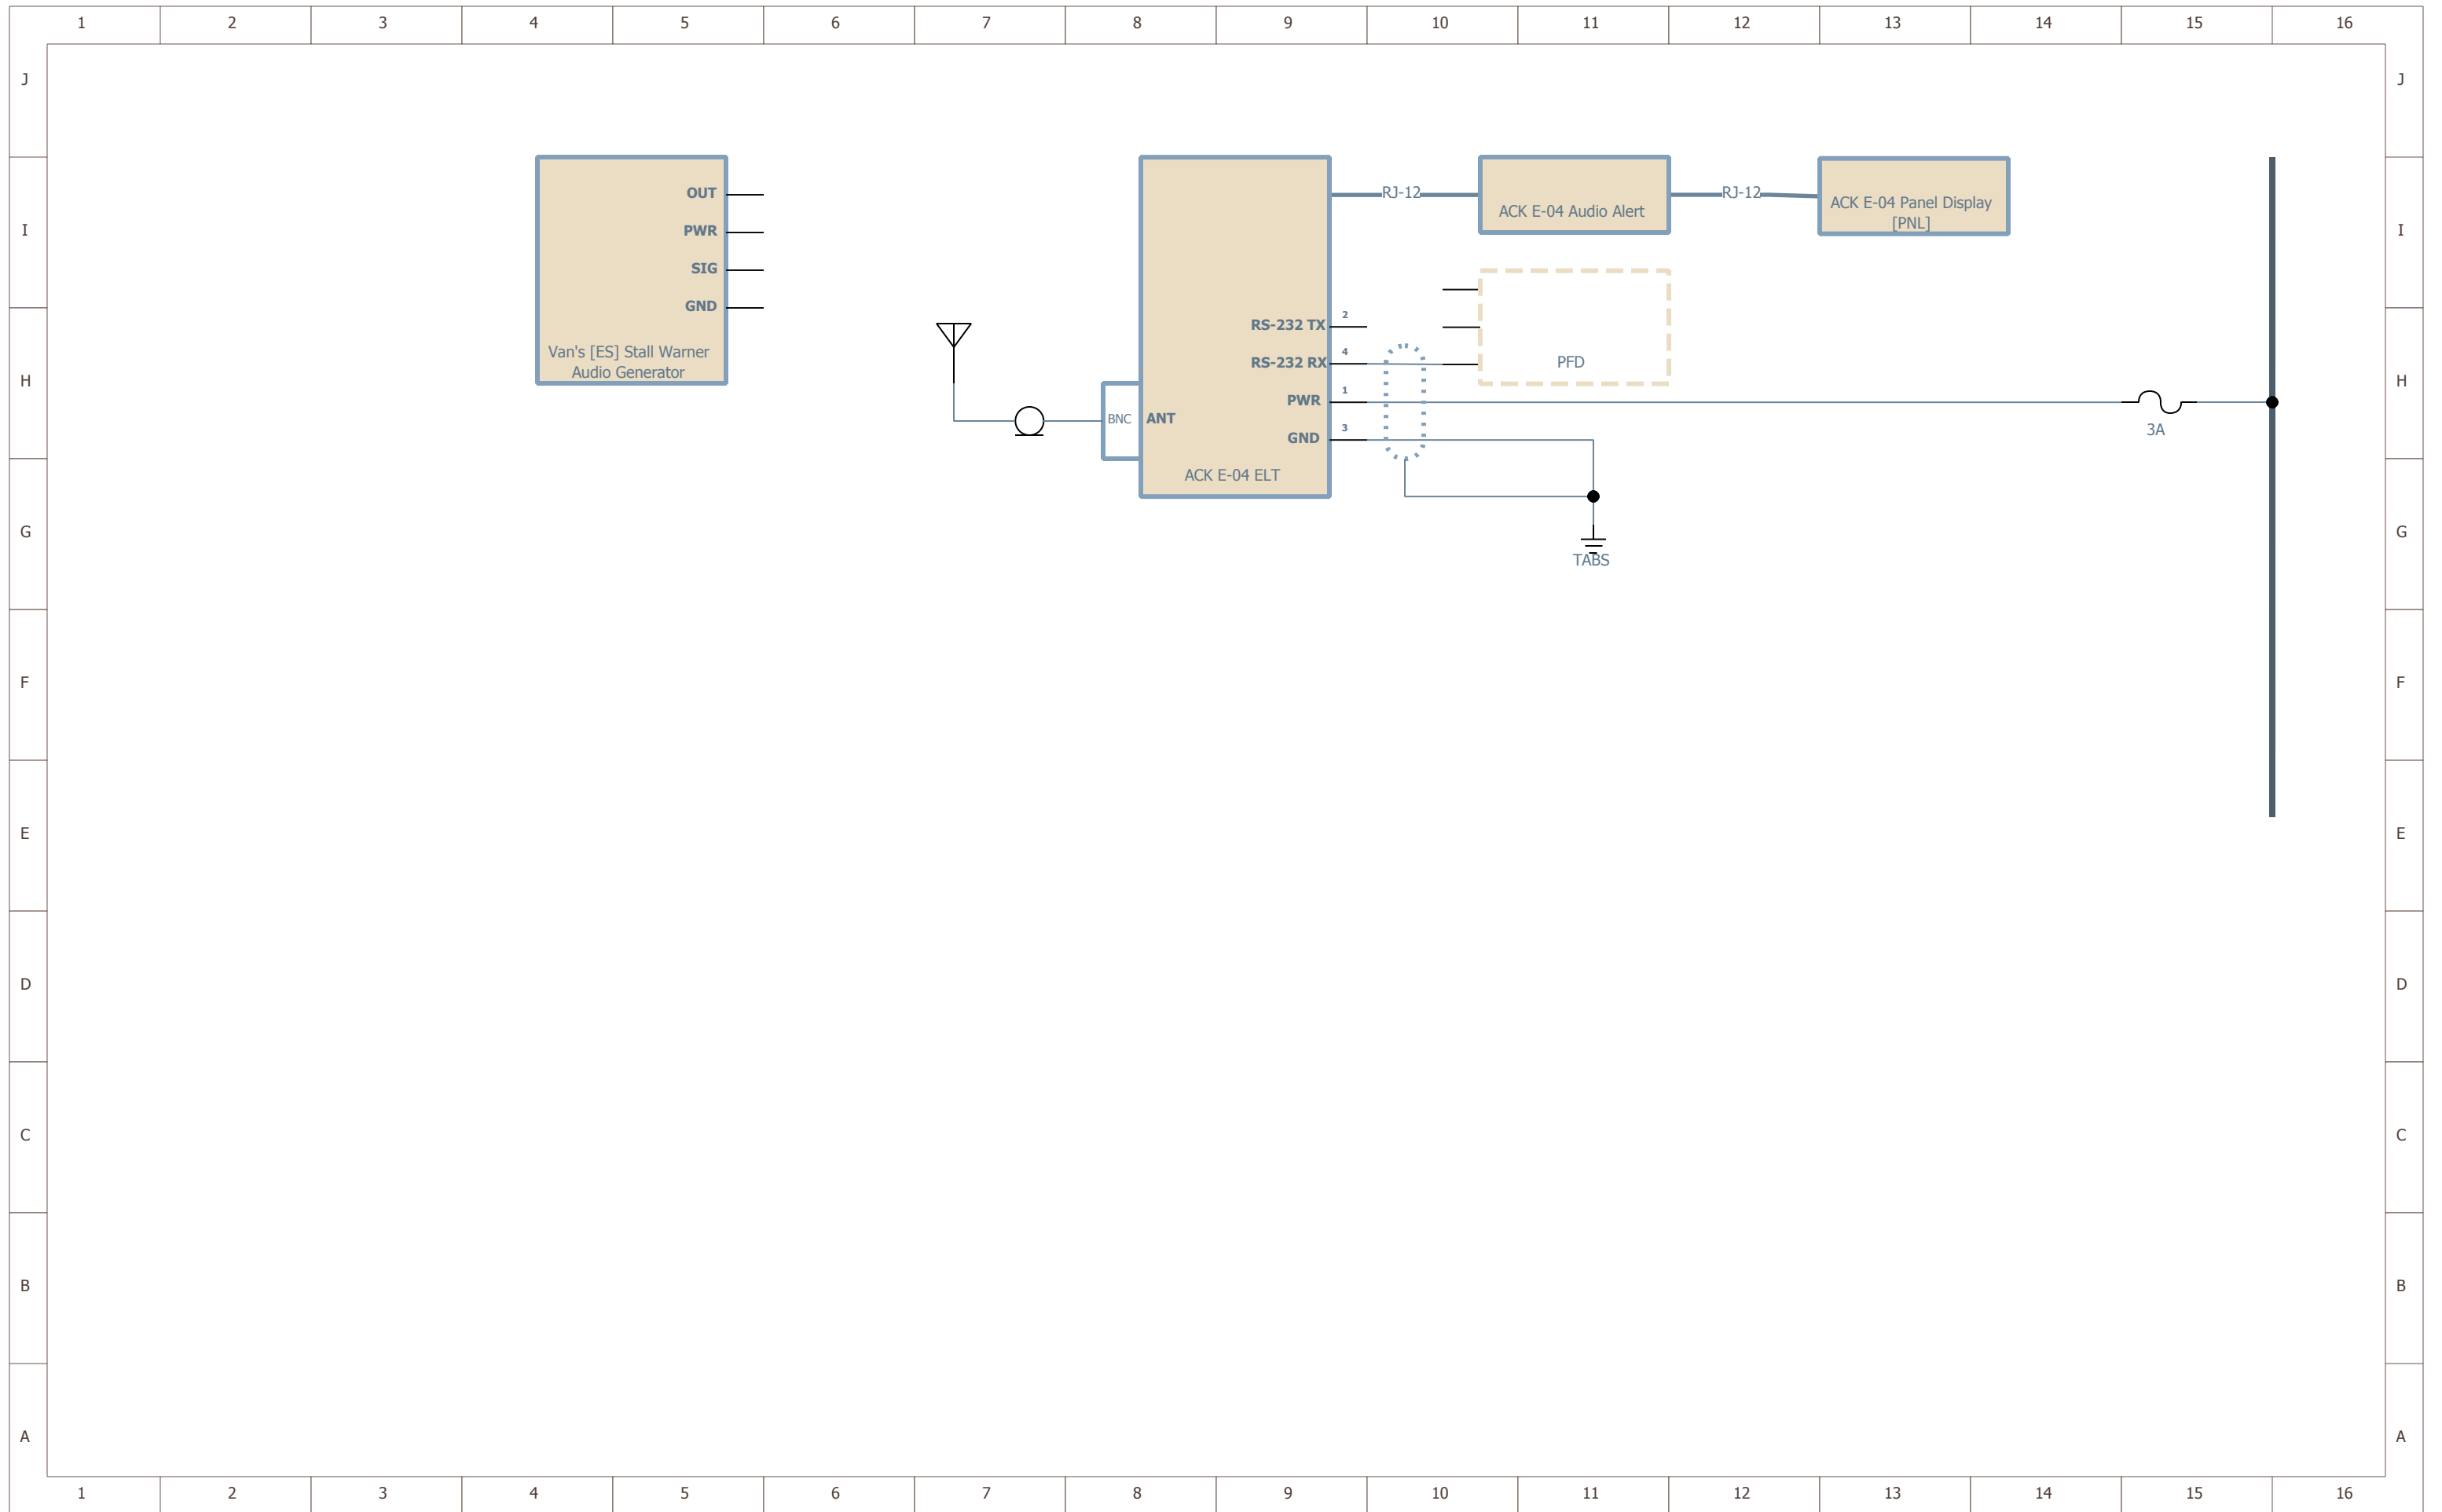 1 2 3 4 5 6 7 8 9 10 11 12 13 14 15 16
J J
OUT
RJ-12
RJ-12
ACK E-04 Audio Alert
ACK E-04 Panel Display
[PNL]
I I
PWR
SIG
GND
Van's [ES] Stall Warner
Audio Generator
RS-232 TX 2
RS-232 RX 4
PFD
H H
PWR 1
BNC ANT
GND 3
3A
ACK E-04 ELT
G G
TABS
F F
E E
D D
C C
B B
A A
1 2 3 4 5 6 7 8 9 10 11 12 13 14 15 16